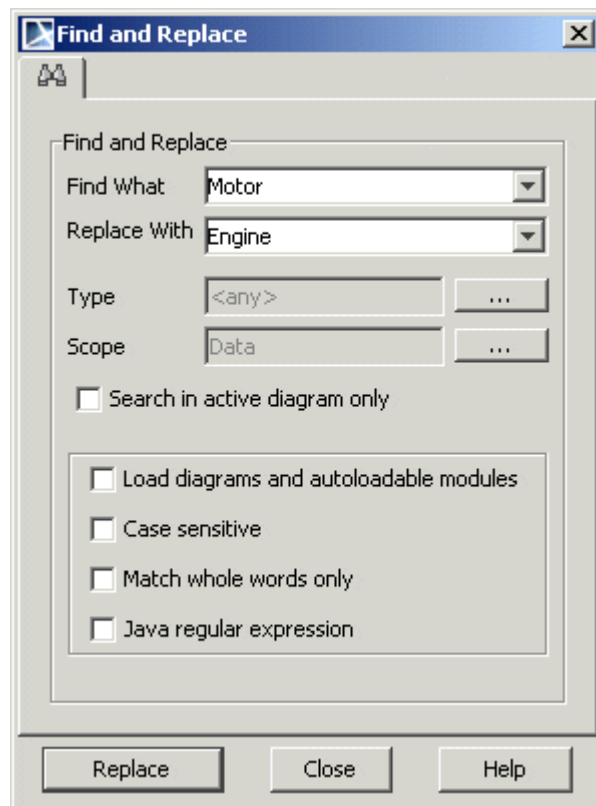 Find and Replace
Find and Replace
Find What Motor
Replace With Engine
Type <any> ...
Scope Data ...
Search in active diagram only
Load diagrams and autoloadable modules
Case sensitive
Match whole words only
Java regular expression
Replace Close Help